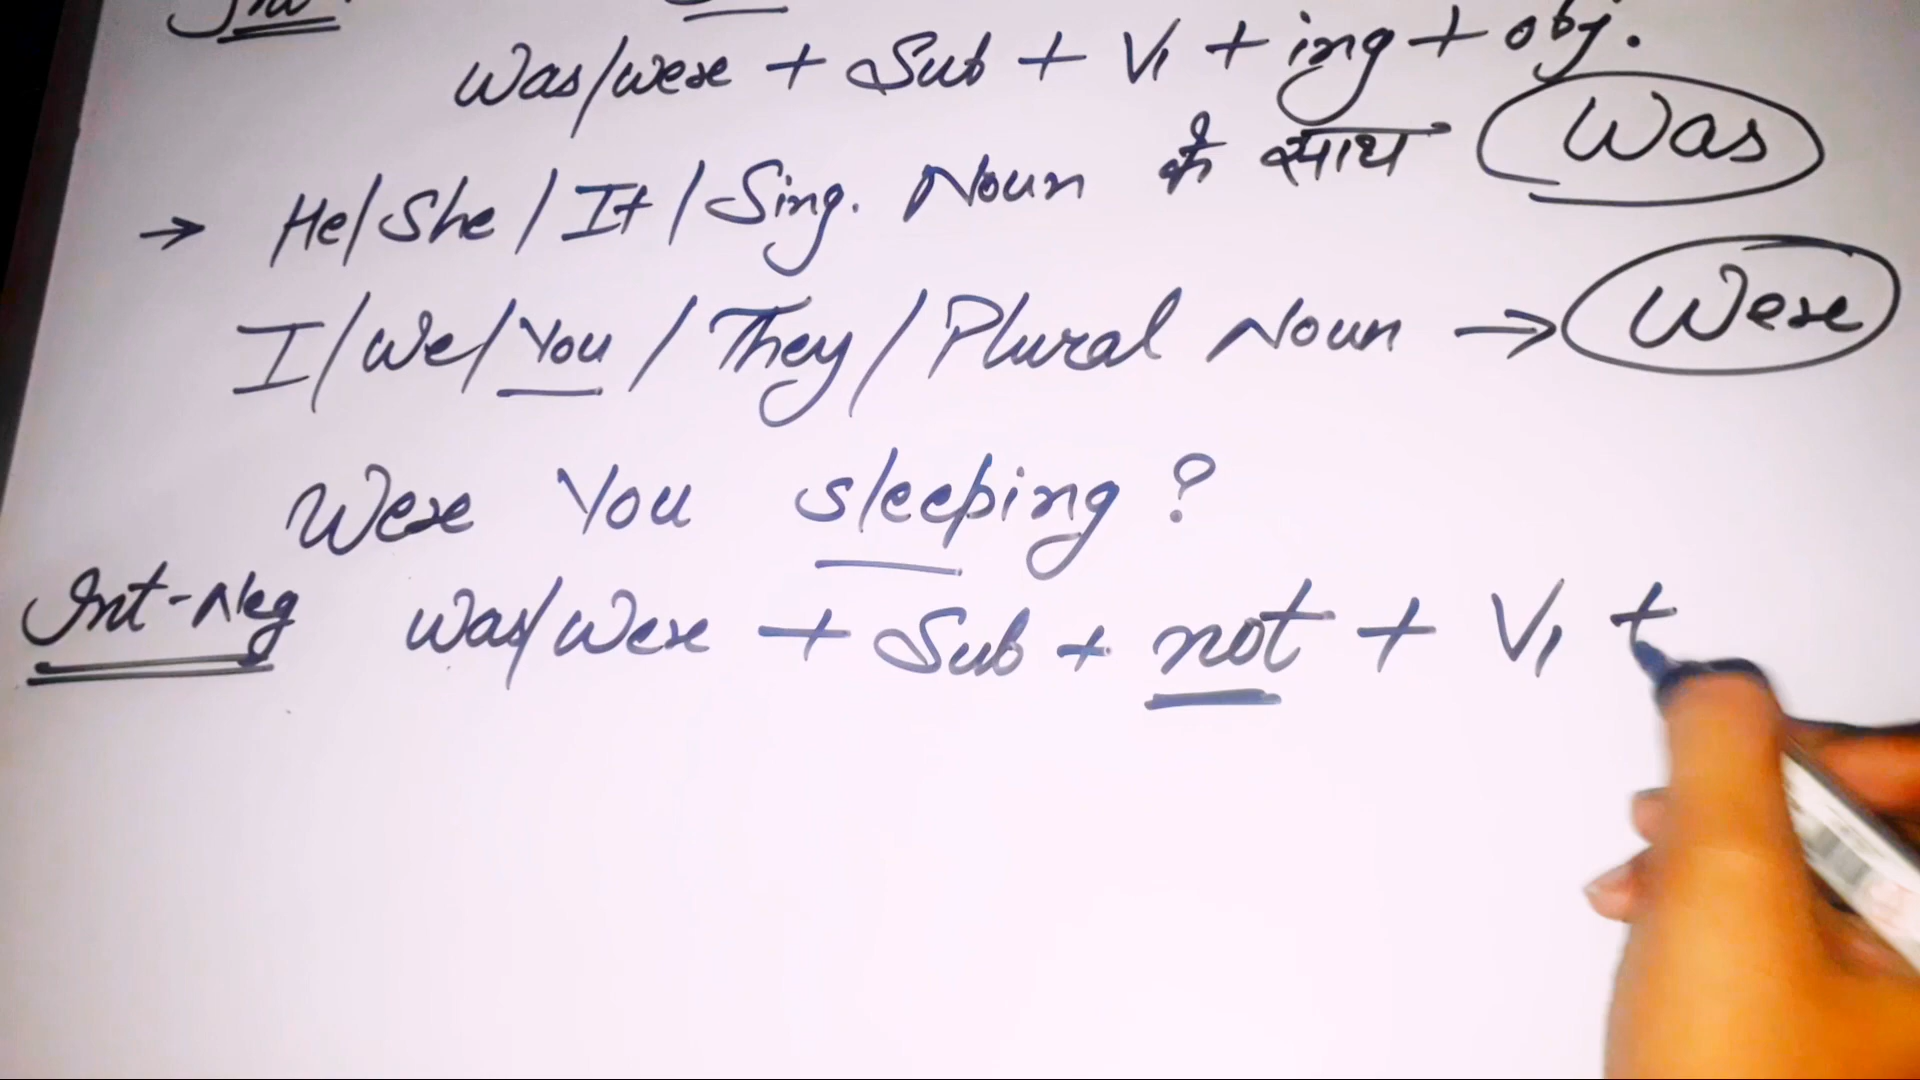 Int
Was/were + Sub + V1 + ing + obj.
→ He/She/It/Sing. Noun के साथ Was
I/We/You/They/Plural Noun → Were
Were You sleeping?
Int-Neg Was/Were + Sub + not + V1 +